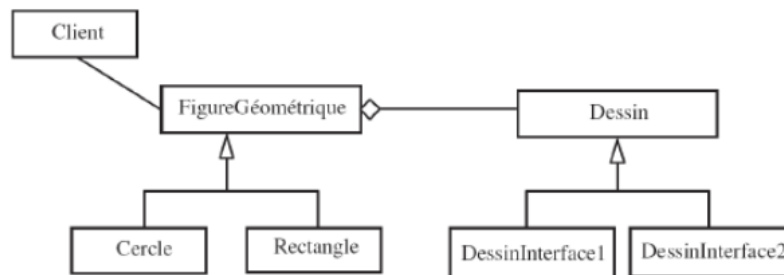 Client
FigureGéométrique
Dessin
Cercle
Rectangle
DessinInterface1
DessinInterface2